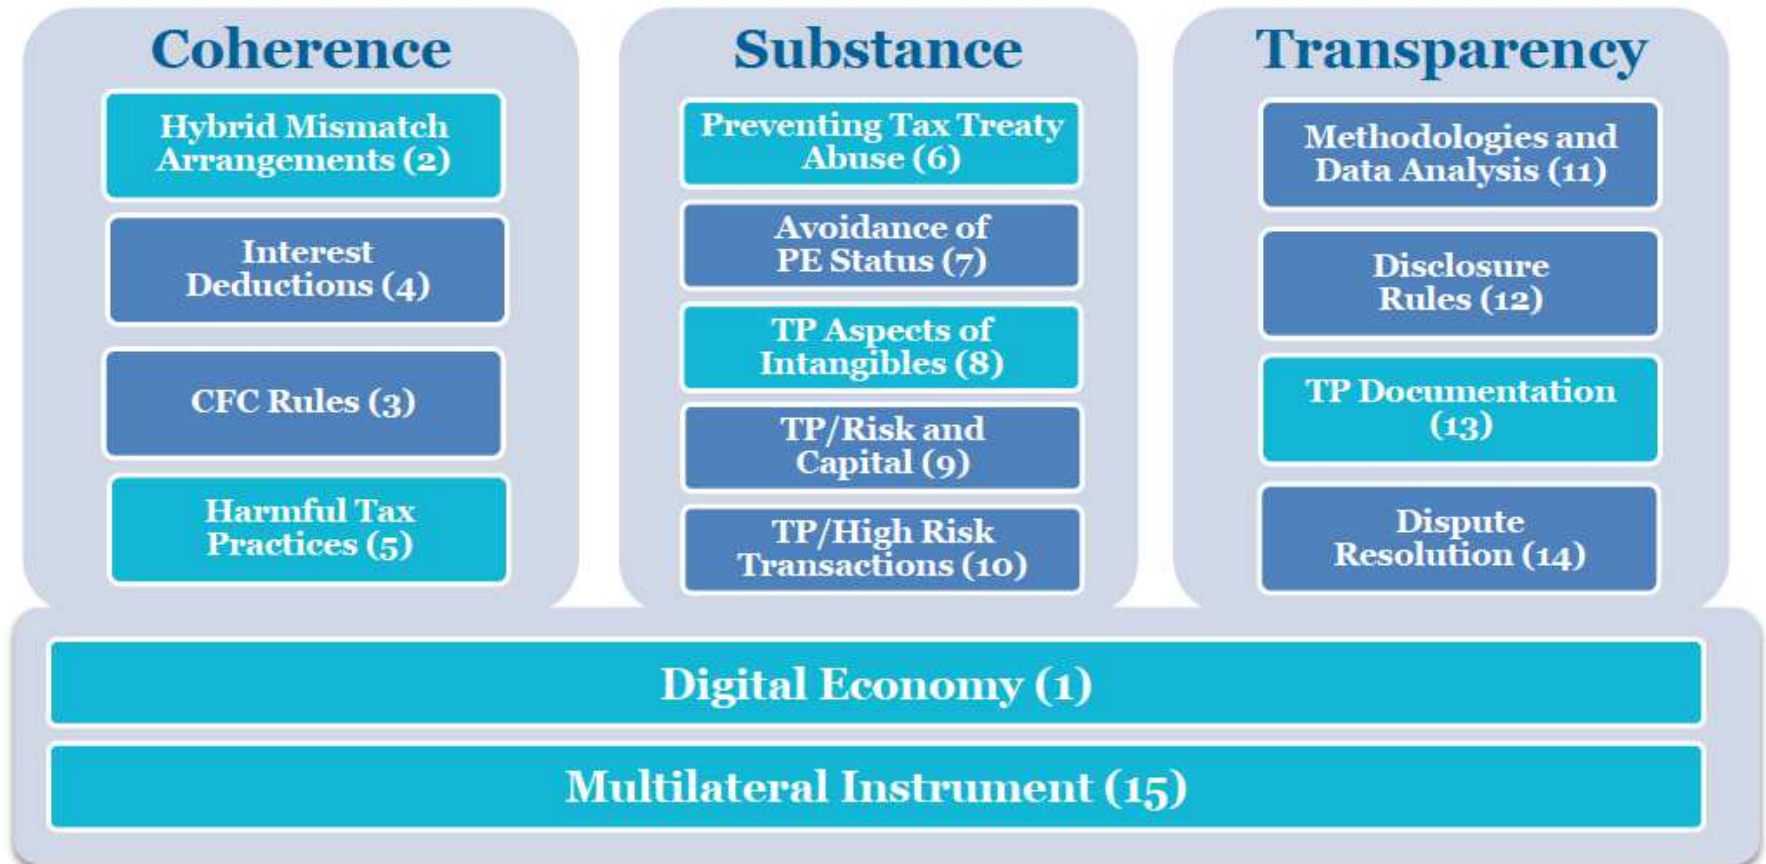 Coherence
Hybrid Mismatch
Arrangements (2)
Interest
Deductions (4)
CFC Rules (3)
Harmful Tax
Practices (5)
Substance
Preventing Tax Treaty
Abuse (6)
Avoidance of
PE Status (7)
TP Aspects of
Intangibles (8)
TP/Risk and
Capital (9)
TP/High Risk
Transactions (10)
Transparency
Methodologies and
Data Analysis (11)
Disclosure
Rules (12)
TP Documentation
(13)
Dispute
Resolution (14)
Digital Economy (1)
Multilateral Instrument (15)